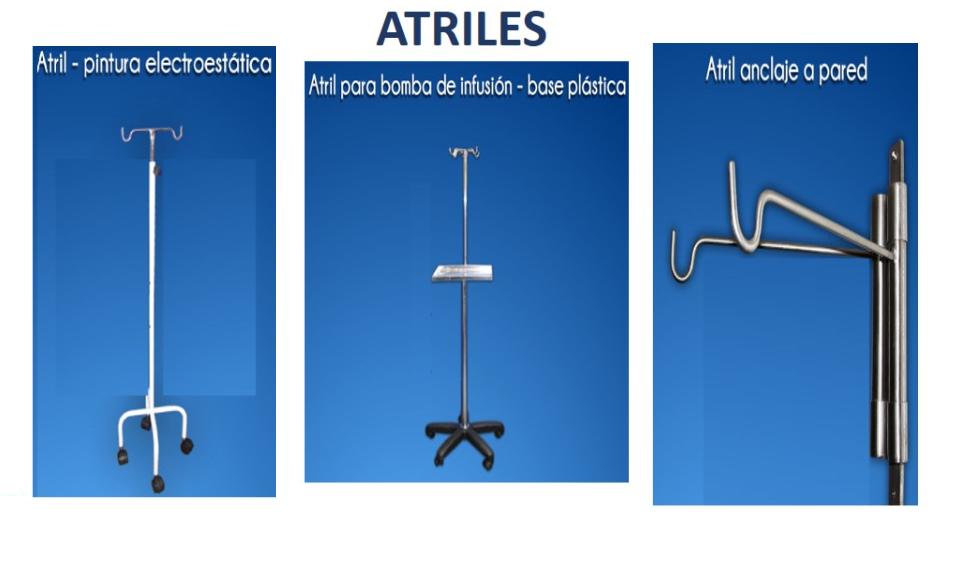 ATRILES
Atril - pintura electroestática
Atril para bomba de infusión - base plástica
Atril anclaje a pared